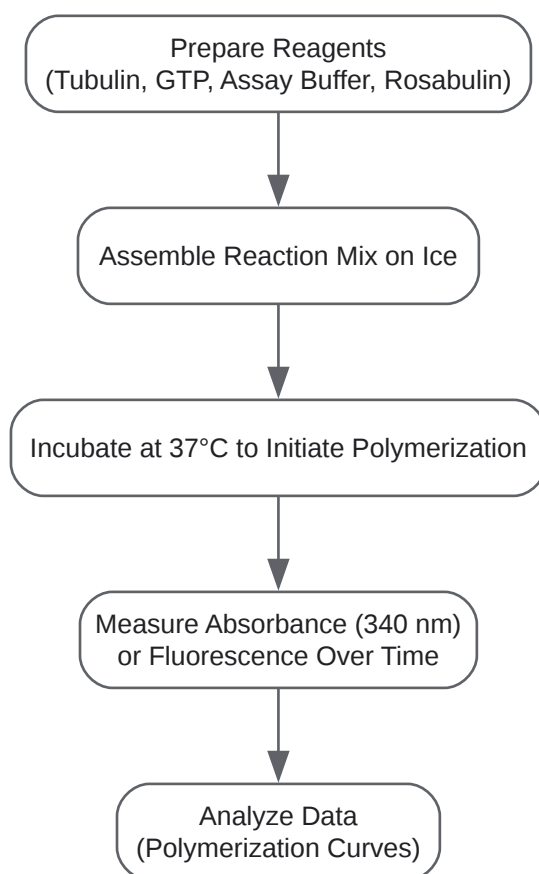 Prepare Reagents
(Tubulin, GTP, Assay Buffer, Rosabulin)
Assemble Reaction Mix on Ice
Incubate at 37°C to Initiate Polymerization
Measure Absorbance (340 nm)
or Fluorescence Over Time
Analyze Data
(Polymerization Curves)